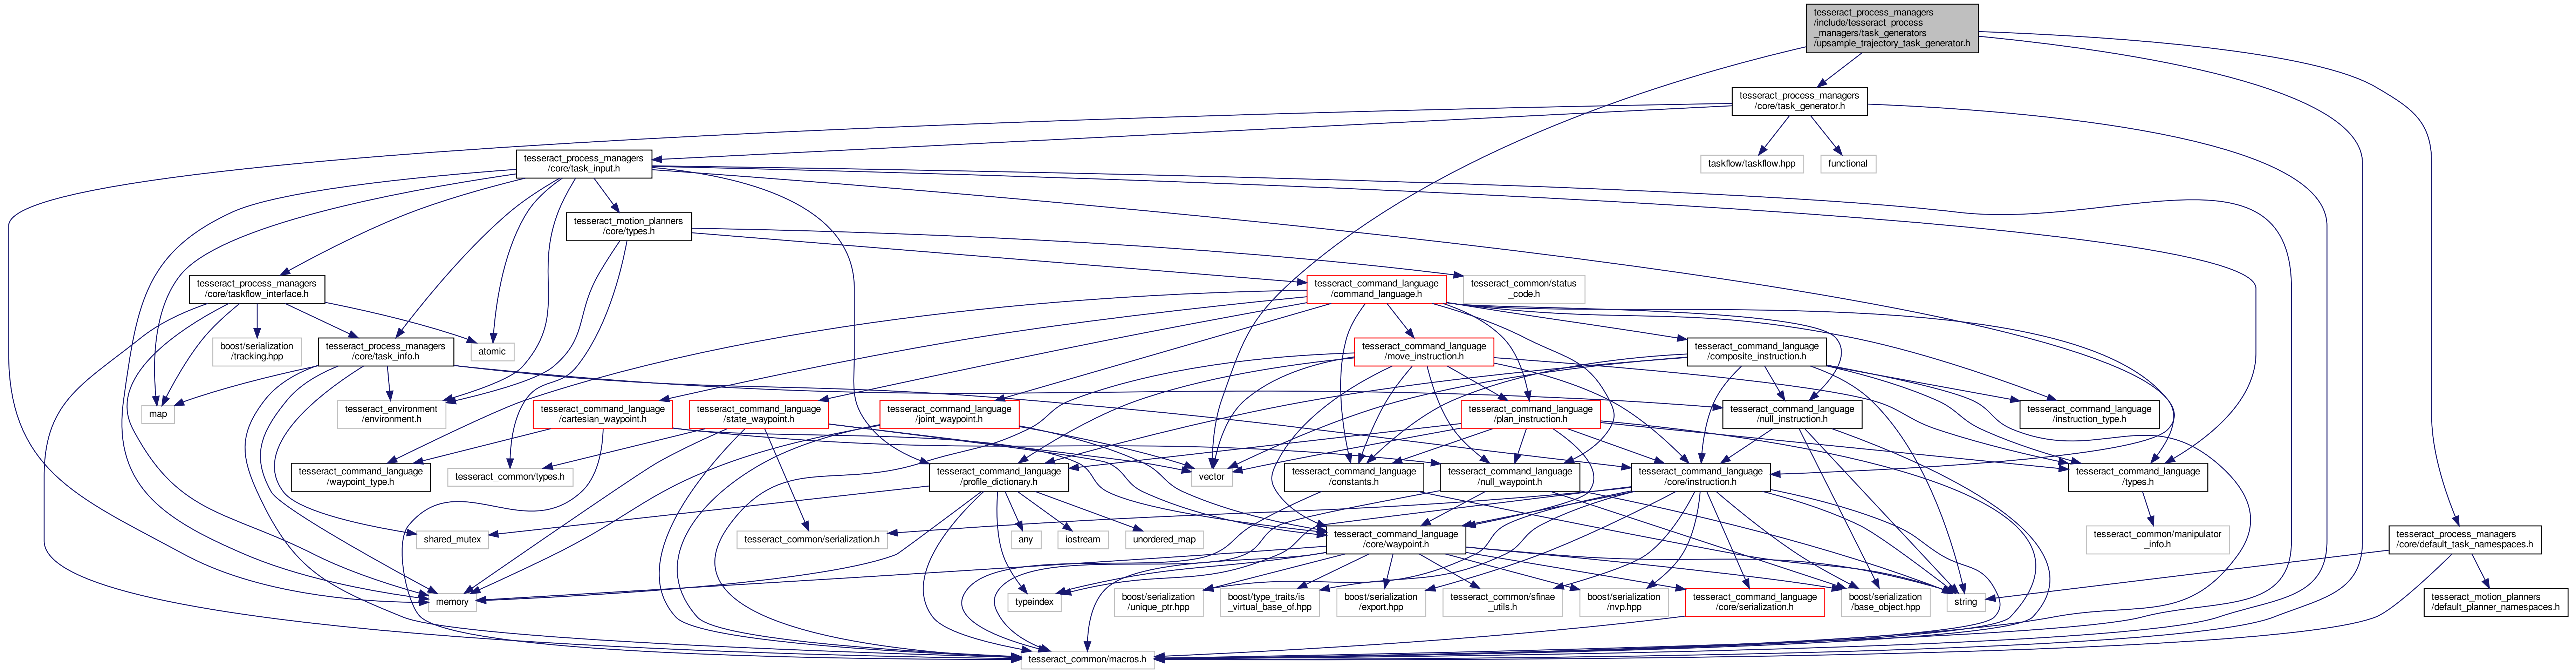 tesseract_process_managers
/include/tesseract_process
_managers/task_generators
/upsample_trajectory_task_generator.h
tesseract_process_managers
/core/task_generator.h
taskflow/taskflow.hpp
functional
tesseract_process_managers
/core/task_input.h
tesseract_motion_planners
/core/types.h
tesseract_process_managers
/core/taskflow_interface.h
tesseract_command_language
/command_language.h
tesseract_common/status
_code.h
boost/serialization
/tracking.hpp
tesseract_process_managers
/core/task_info.h
atomic
tesseract_command_language
/move_instruction.h
tesseract_command_language
/composite_instruction.h
map
tesseract_environment
/environment.h
tesseract_command_language
/cartesian_waypoint.h
tesseract_command_language
/state_waypoint.h
tesseract_command_language
/joint_waypoint.h
tesseract_command_language
/plan_instruction.h
tesseract_command_language
/null_instruction.h
tesseract_command_language
/instruction_type.h
tesseract_command_language
/waypoint_type.h
tesseract_common/types.h
tesseract_command_language
/profile_dictionary.h
vector
tesseract_command_language
/constants.h
tesseract_command_language
/null_waypoint.h
tesseract_command_language
/core/instruction.h
tesseract_command_language
/types.h
shared_mutex
tesseract_common/serialization.h
any
iostream
unordered_map
tesseract_command_language
/core/waypoint.h
tesseract_common/manipulator
_info.h
tesseract_process_managers
/core/default_task_namespaces.h
memory
typeindex
boost/serialization
/unique_ptr.hpp
boost/type_traits/is
_virtual_base_of.hpp
boost/serialization
/export.hpp
tesseract_common/sfinae
_utils.h
boost/serialization
/nvp.hpp
tesseract_command_language
/core/serialization.h
boost/serialization
/base_object.hpp
string
tesseract_motion_planners
/default_planner_namespaces.h
tesseract_common/macros.h